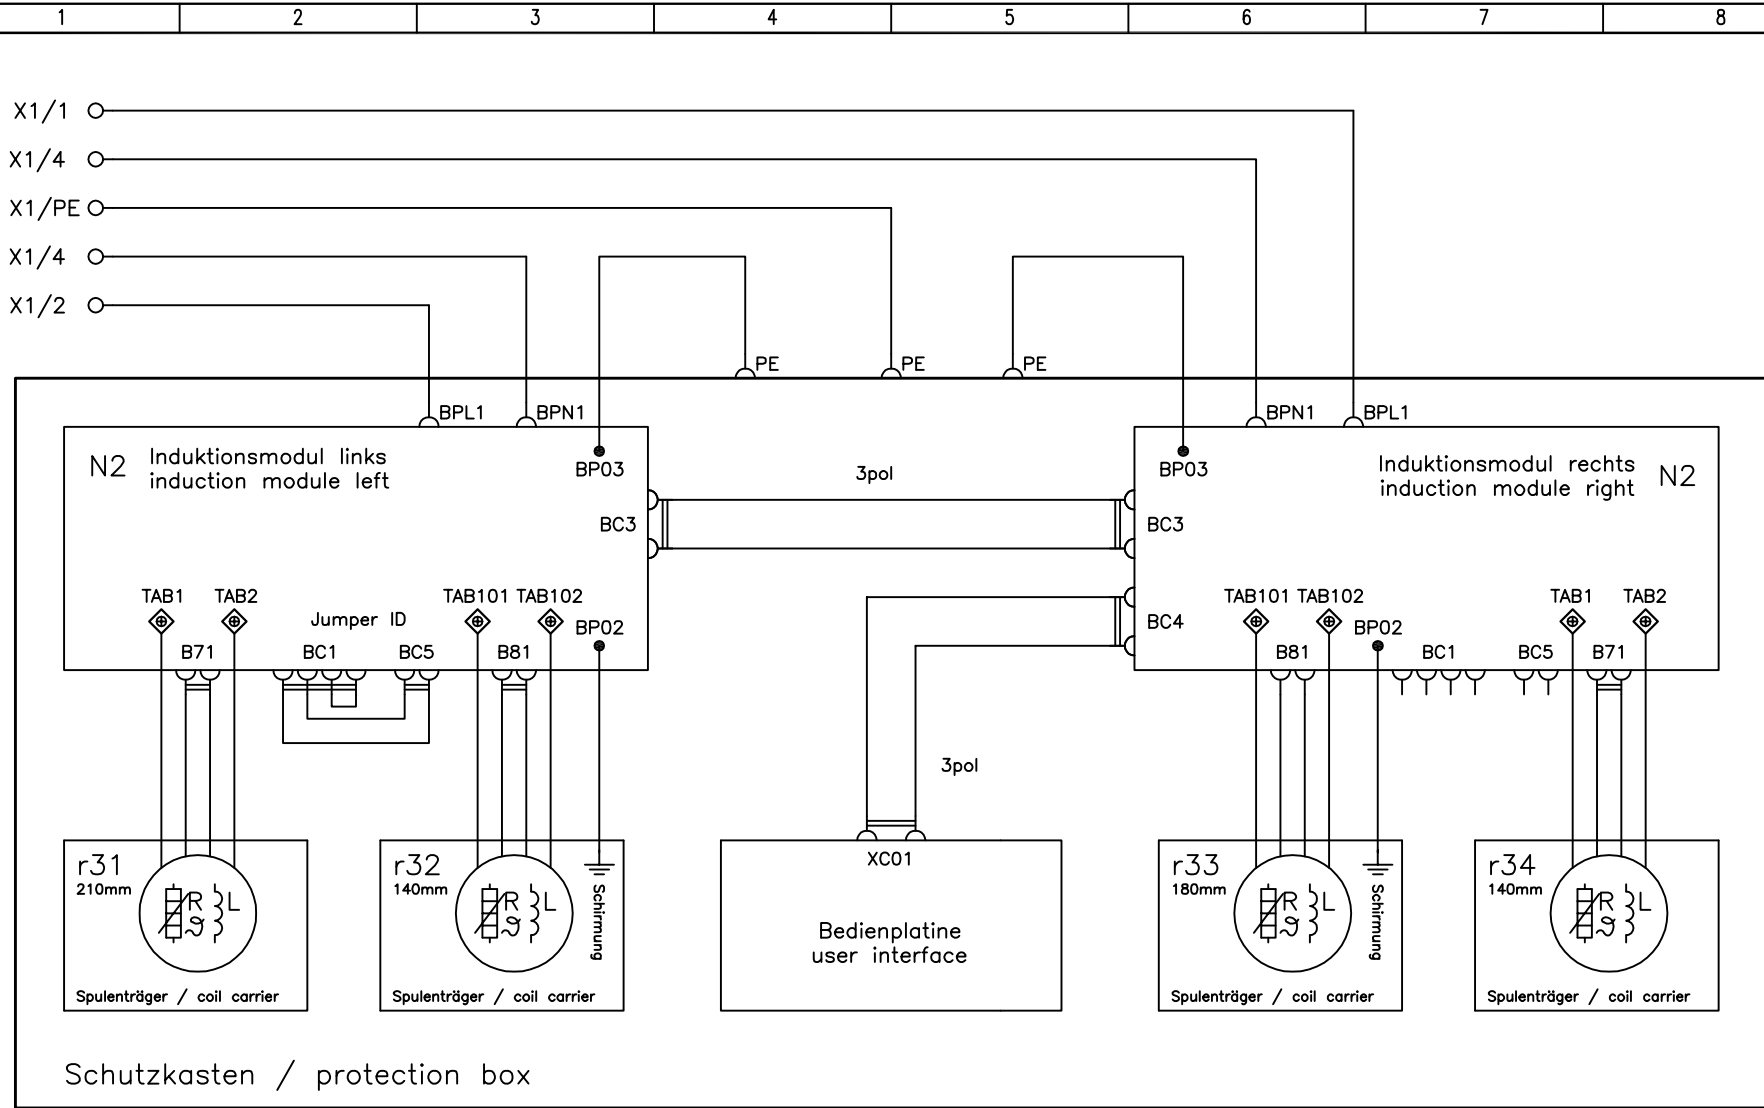 1 2 3 4 5 6 7 8
X1/1
X1/4
X1/PE
X1/4
X1/2
PE PE PE
BPL1 BPN1 BPN1 BPL1
N2 Induktionsmodul links
induction module left
BP03
3pol
BP03
Induktionsmodul rechts
induction module right
N2
BC3 BC3
TAB1 TAB2 Jumper ID TAB101 TAB102 BP02
B71 BC1 BC5 B81
BC4
TAB101 TAB102 BP02 TAB1 TAB2
B81 BC1 BC5 B71
3pol
r31
210mm
R L
ϑ
Spulenträger / coil carrier
r32
140mm
R L
ϑ
Schirmung
Spulenträger / coil carrier
XC01
Bedienplatine
user interface
r33
180mm
R L
ϑ
Schirmung
Spulenträger / coil carrier
r34
140mm
R L
ϑ
Spulenträger / coil carrier
Schutzkasten / protection box